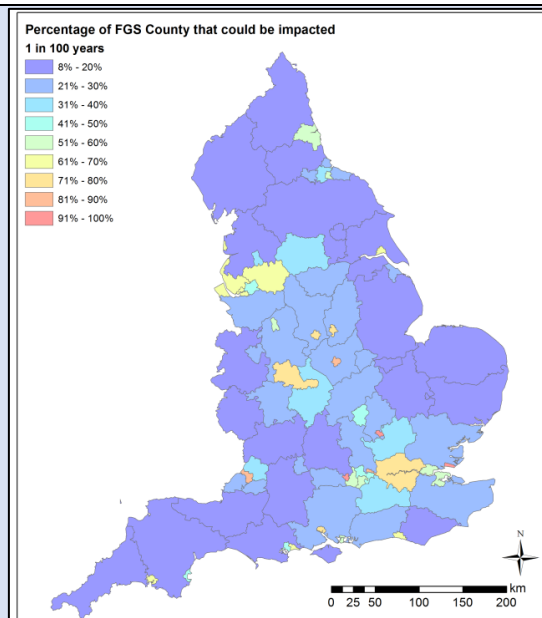 Percentage of FGS County that could be impacted
1 in 100 years
8% - 20%
21% - 30%
31% - 40%
41% - 50%
51% - 60%
61% - 70%
71% - 80%
81% - 90%
91% - 100%
N
km
0 25 50 100 150 200